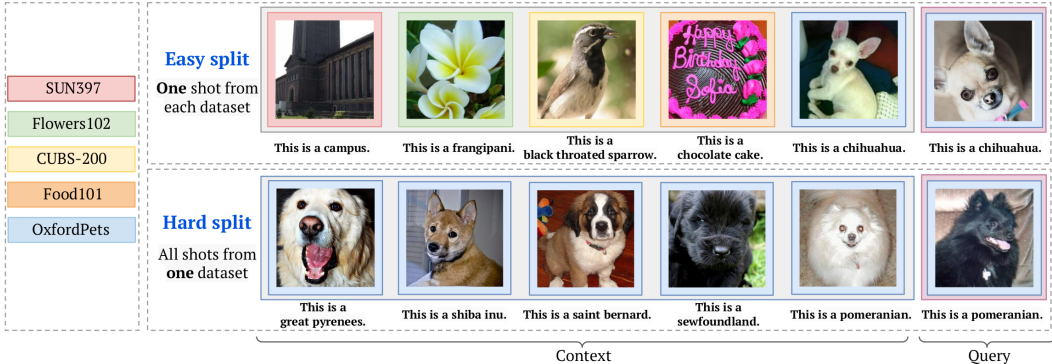 SUN397
Flowers102
CUBS-200
Food101
OxfordPets
Easy split
One shot from
each dataset
Happy
Birthday
Sofia
This is a campus.
This is a frangipani.
This is a
black throated sparrow.
This is a
chocolate cake.
This is a chihuahua.
This is a chihuahua.
Hard split
All shots from
one dataset
This is a
great pyrenees.
This is a shiba inu.
This is a saint bernard.
This is a
sewfoundland.
This is a pomeranian.
This is a pomeranian.
Context
Query